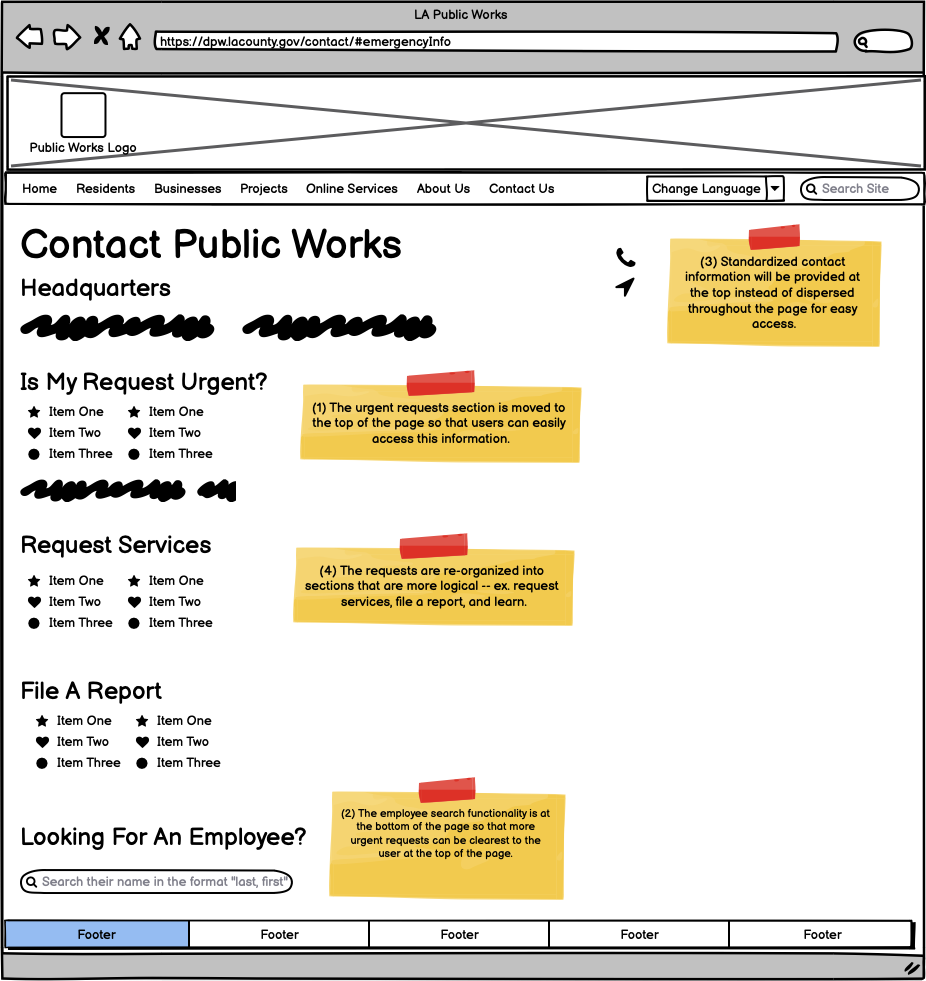 LA Public Works
https://dpw.lacounty.gov/contact/#emergencyInfo
Public Works Logo
Home Residents Businesses Projects Online Services About Us Contact Us Change Language Search Site
Contact Public Works
Headquarters
(3) Standardized contact
information will be provided at
the top instead of dispersed
throughout the page for easy
access.
Is My Request Urgent?
Item One Item One
Item Two Item Two
Item Three Item Three
(1) The urgent requests section is moved to
the top of the page so that users can easily
access this information.
Request Services
Item One Item One
Item Two Item Two
Item Three Item Three
(4) The requests are re-organized into
sections that are more logical -- ex. request
services, file a report, and learn.
File A Report
Item One Item One
Item Two Item Two
Item Three Item Three
(2) The employee search functionality is at
the bottom of the page so that more
urgent requests can be clearest to the
user at the top of the page.
Looking For An Employee?
Search their name in the format "last, first"
Footer Footer Footer Footer Footer